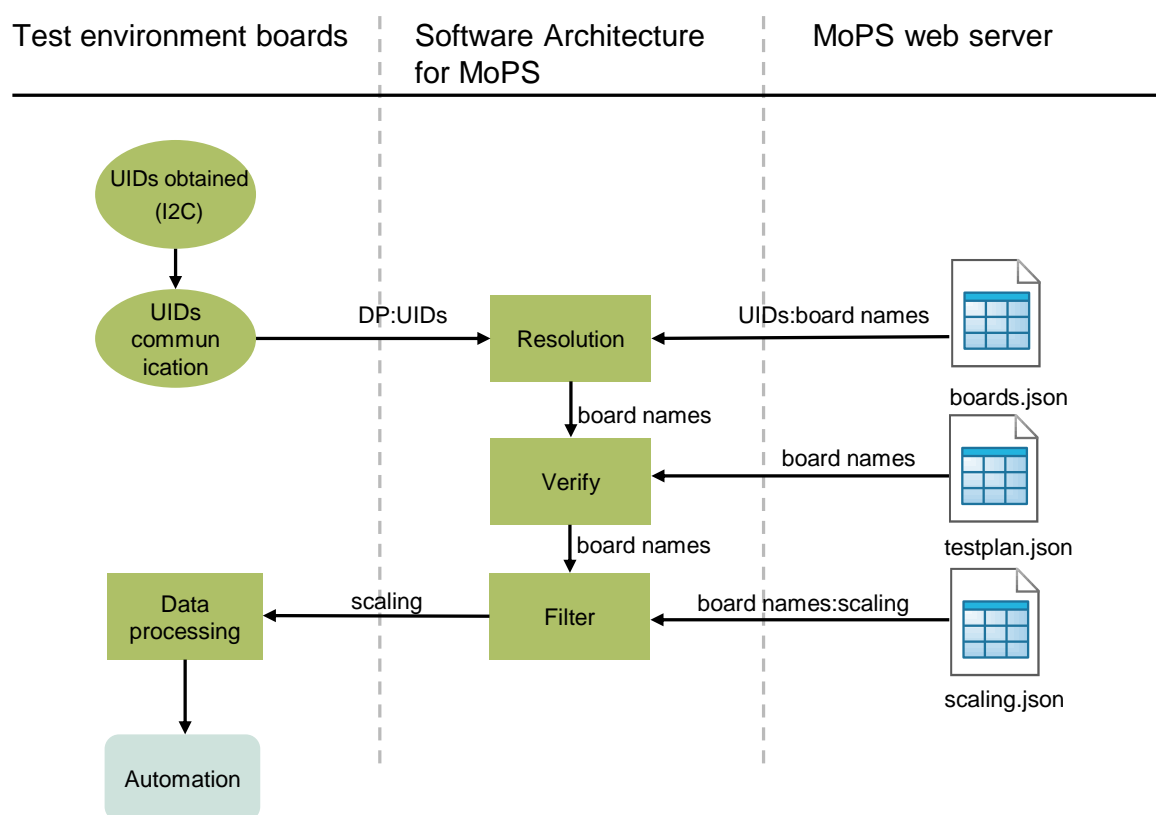 Test environment boards
Software Architecture
for MoPS
MoPS web server
UIDs obtained
(I2C)
UIDs
commun
ication
DP:UIDs
Resolution
UIDs:board names
boards.json
board names
Verify
board names
testplan.json
board names
Data
processing
scaling
Filter
board names:scaling
scaling.json
Automation